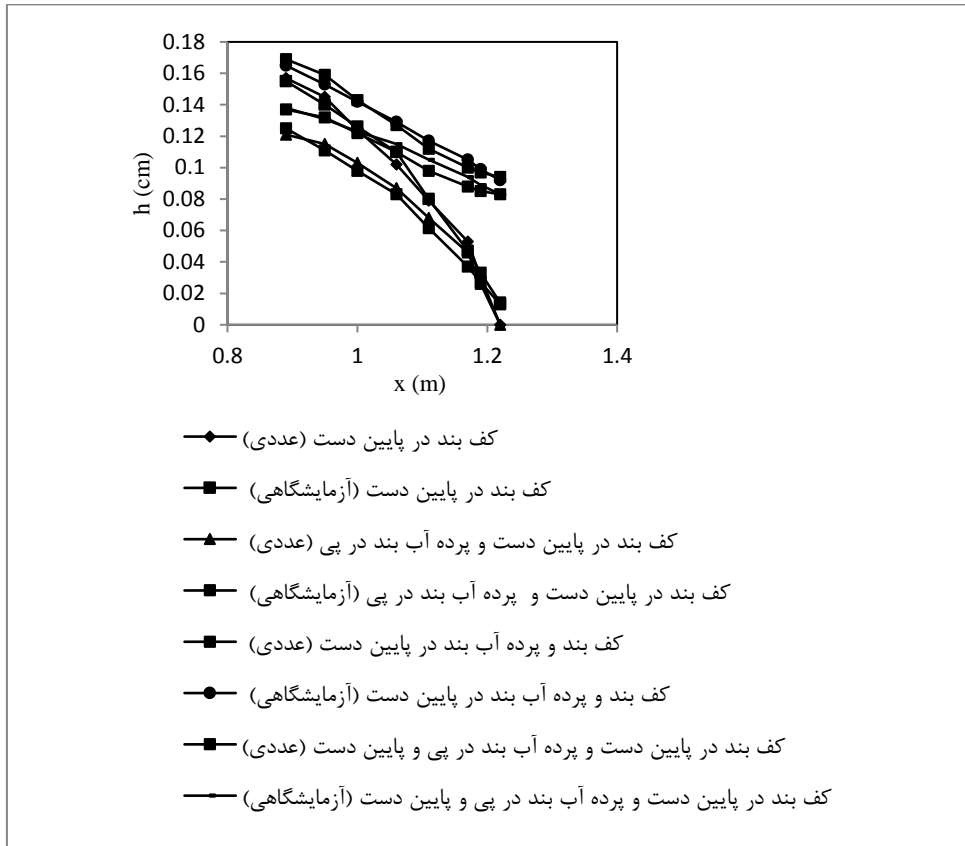 0.18
0.16
0.14
0.12
0.1
0.08
0.06
0.04
0.02
0
h (cm)
0.8 1 1.2 1.4
x (m)
کف بند در پایین دست (عددی)
کف بند در پایین دست (آزمایشگاهی)
کف بند در پایین دست و پرده آب بند در پی (عددی)
کف بند در پایین دست و پرده آب بند در پی (آزمایشگاهی)
کف بند و پرده آب بند در پایین دست (عددی)
کف بند و پرده آب بند در پایین دست (آزمایشگاهی)
کف بند در پایین دست و پرده آب بند در پی و پایین دست (عددی)
کف بند در پایین دست و پرده آب بند در پی و پایین دست (آزمایشگاهی)